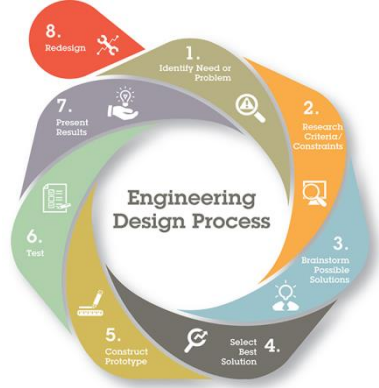 Engineering
Design Process
1.
Identify Need or
Problem
2.
Research
Criteria/
Constraints
3.
Brainstorm
Possible
Solutions
4.
Select
Best
Solution
5.
Construct
Prototype
6.
Test
7.
Present
Results
8.
Redesign